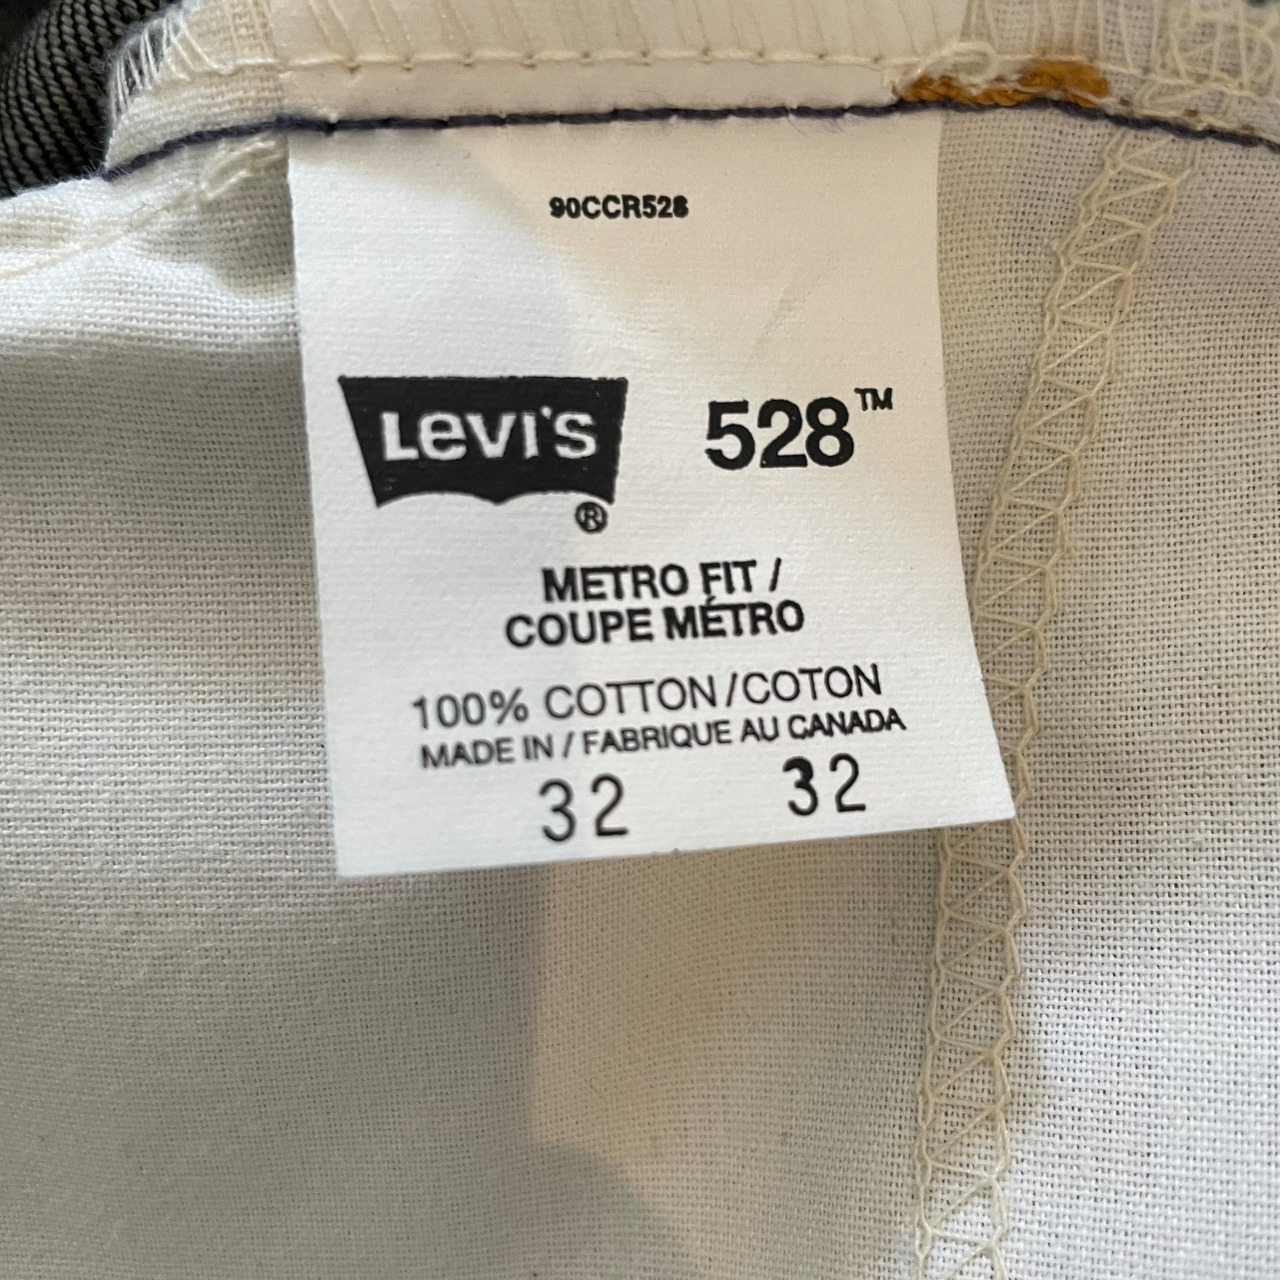 90CCR528
Levi's 528™
®
METRO FIT /
COUPE MÉTRO
100% COTTON/COTON
MADE IN / FABRIQUE AU CANADA
32 32